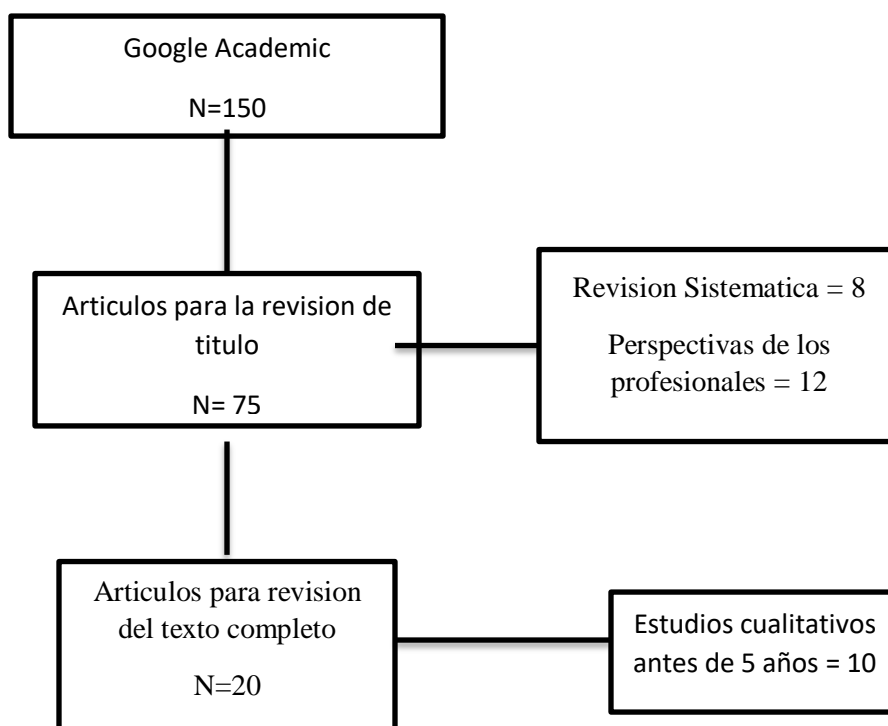 Google Academic
N=150
Articulos para la revision de
titulo
N= 75
Revision Sistematica = 8
Perspectivas de los
profesionales = 12
Articulos para revision
del texto completo
N=20
Estudios cualitativos
antes de 5 años = 10